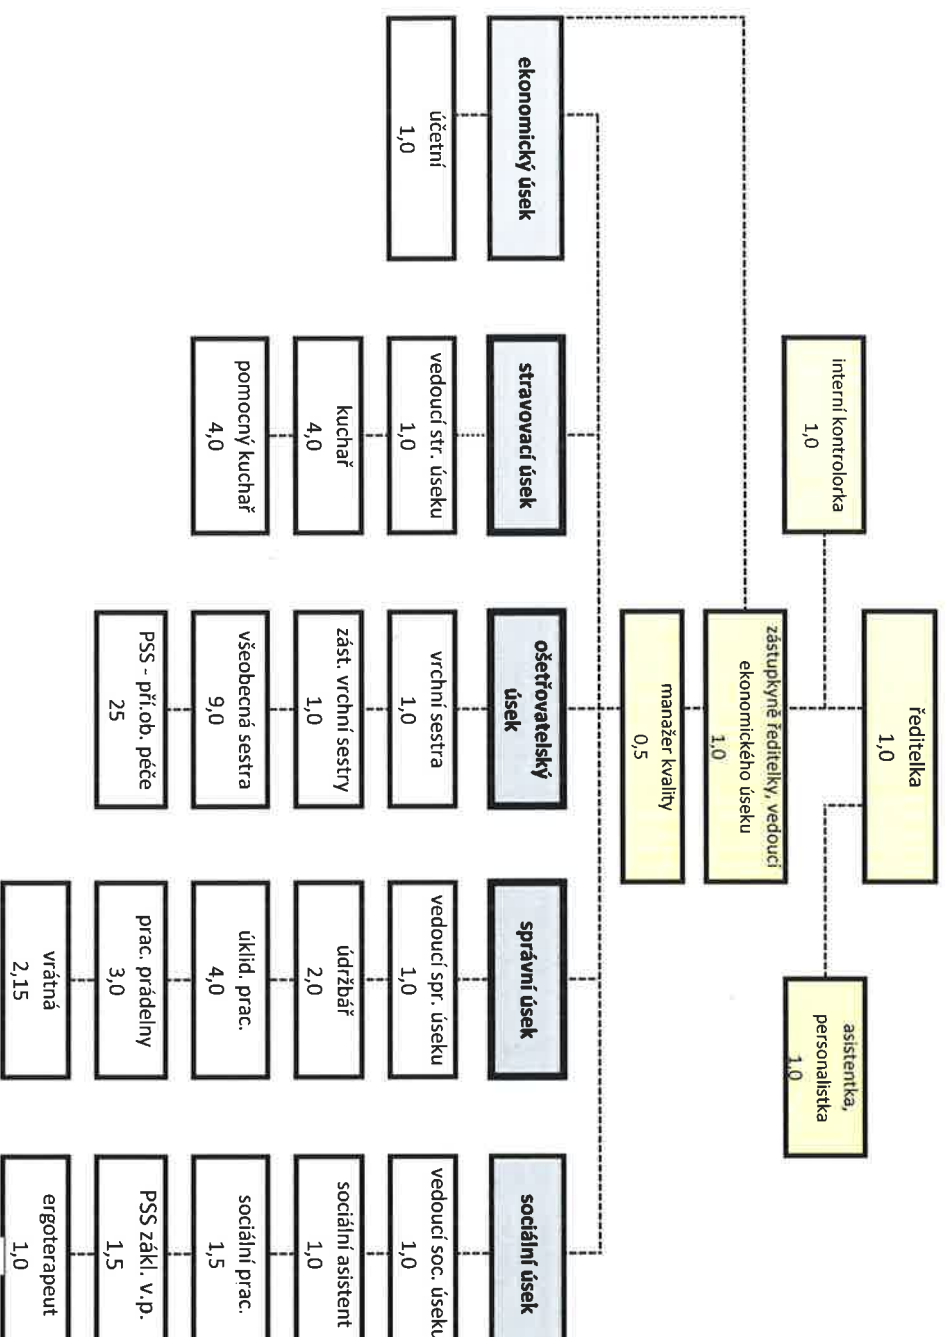 ředitelka
1,0
interní kontrolorka
1,0
asistentka,
personalistka
1,0
zástupkyně ředitelky, vedoucí
ekonomického úseku
1,0
manažer kvality
0,5
ekonomický úsek
účetní
1,0
stravovací úsek
vedoucí str. úseku
1,0
kuchař
4,0
pomocný kuchař
4,0
ošetřovatelský
úsek
vrchní sestra
1,0
zást. vrchní sestry
1,0
všeobecná sestra
9,0
PSS - pří.ob. péče
25
správní úsek
vedoucí spr. úseku
1,0
údržbář
2,0
úklid. prac.
4,0
prac. prádelny
3,0
vrátná
2,15
sociální úsek
vedoucí soc. úseku
1,0
sociální asistent
1,0
sociální prac.
1,5
PSS zákl. v.p.
1,5
ergoterapeut
1,0